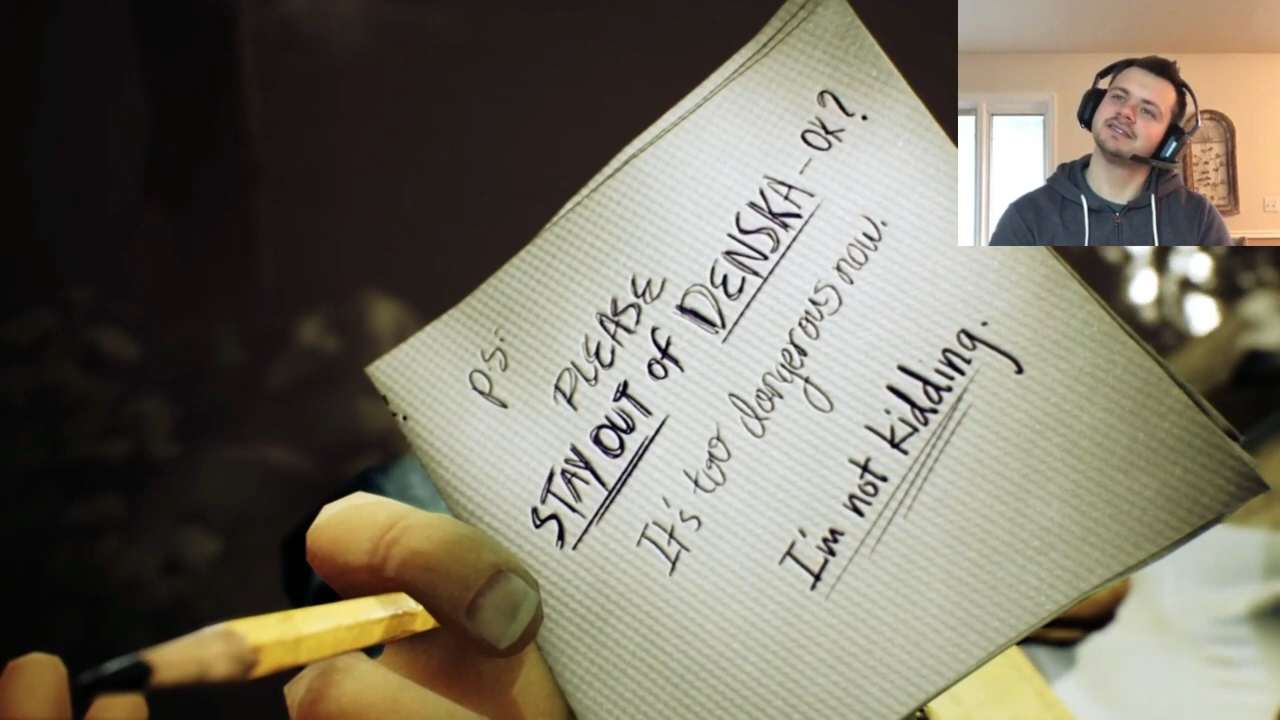 PS:
PLEASE
STAY OUT of DENSKA - OK?
It's too dangerous now.
I'm not kidding.